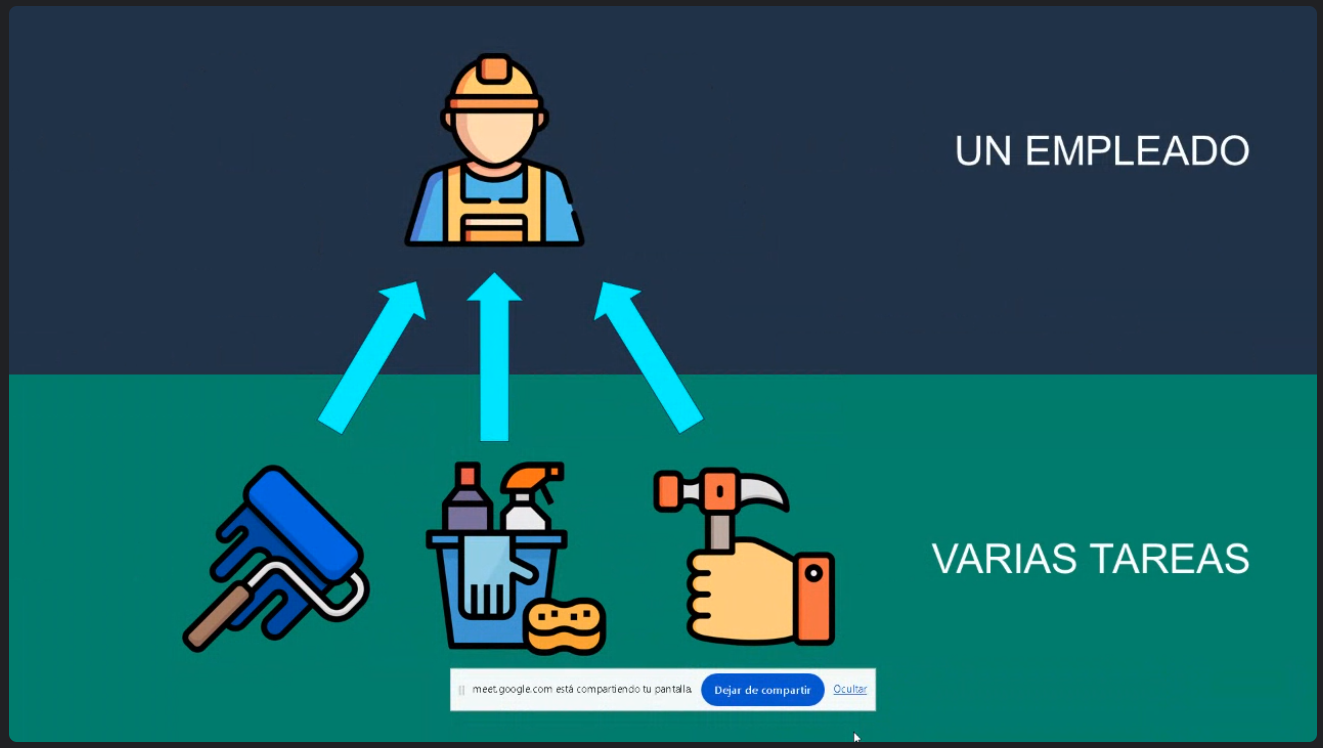 UN EMPLEADO
VARIAS TAREAS
meet.google.com está compartiendo tu pantalla. Dejar de compartir Ocultar